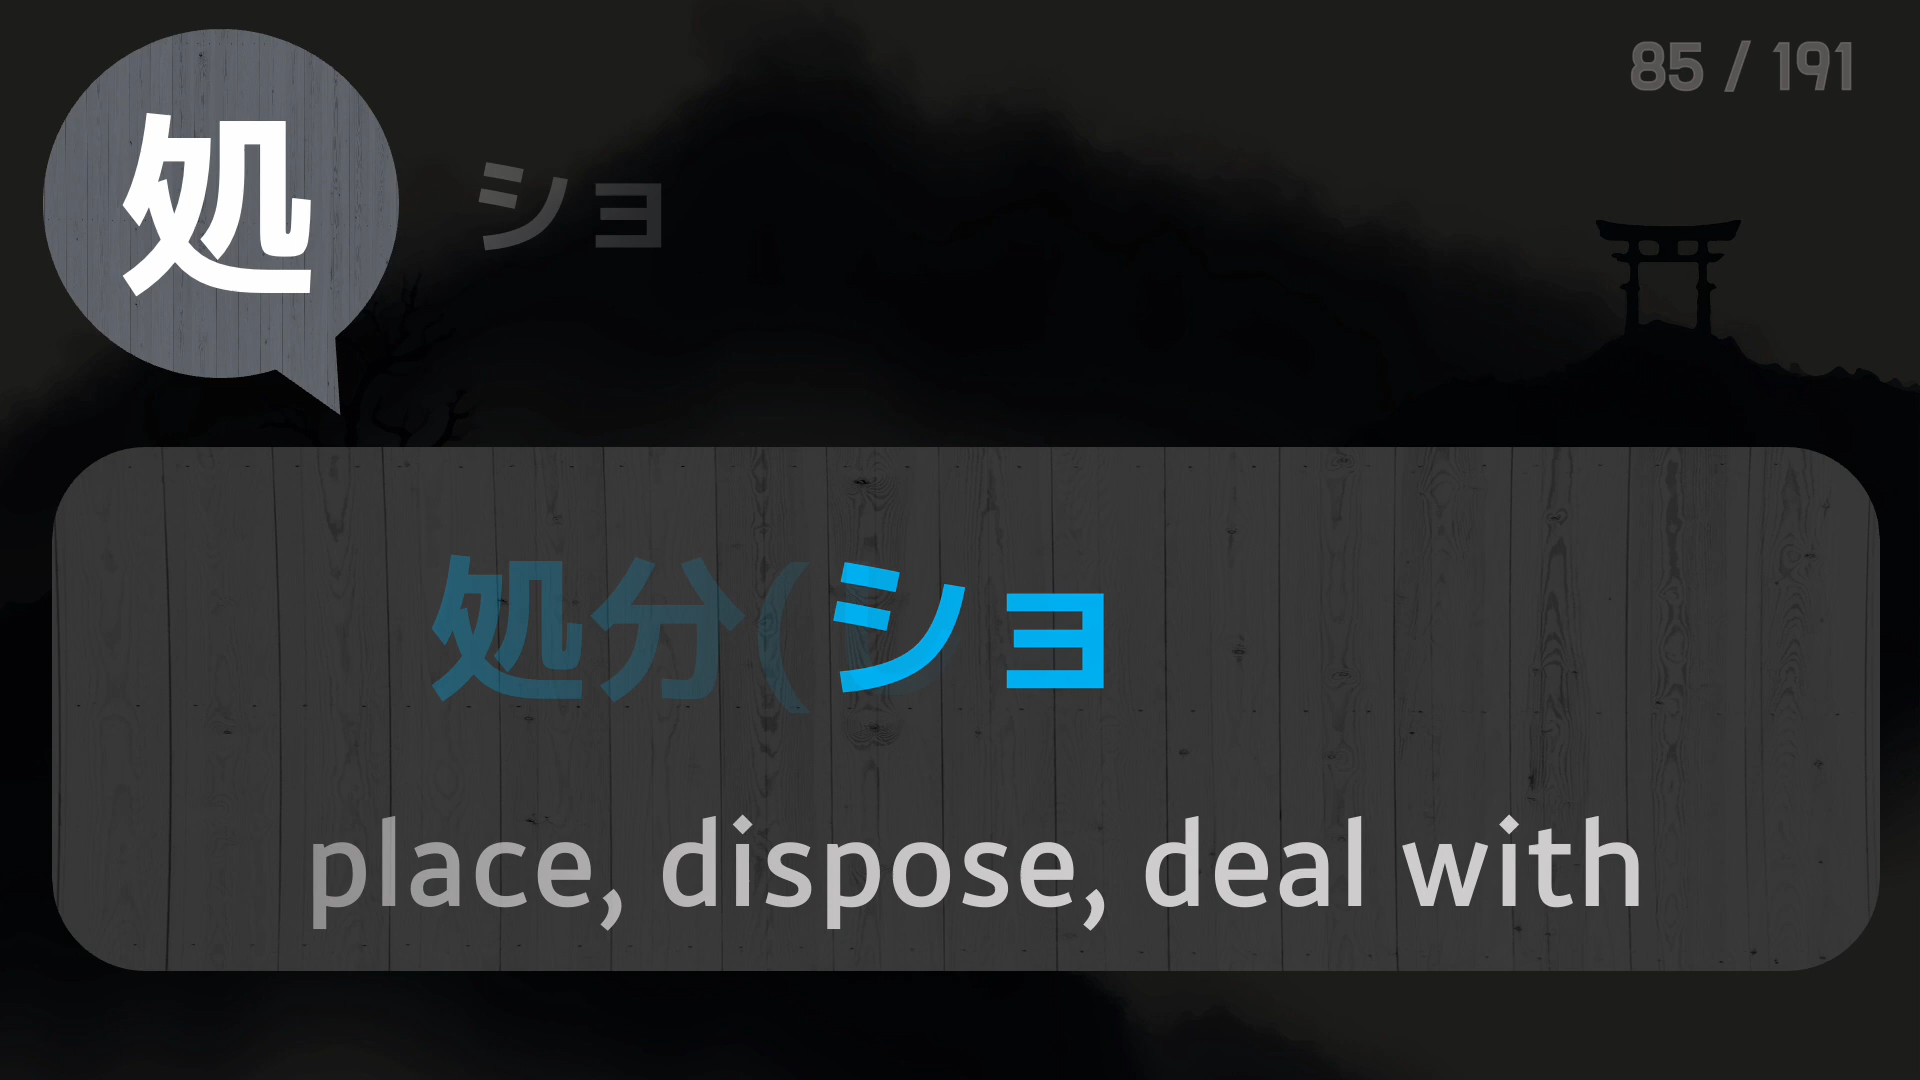 85 / 191
処
ショ
処分(ショ
place, dispose, deal with